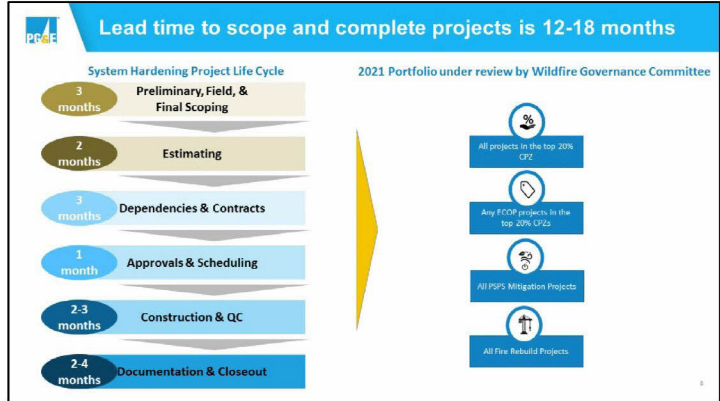 PG&E
Lead time to scope and complete projects is 12-18 months
System Hardening Project Life Cycle
3
months
Preliminary, Field, &
Final Scoping
2
months
Estimating
3
months
Dependencies & Contracts
1
month
Approvals & Scheduling
2-3
months
Construction & QC
2-4
months
Documentation & Closeout
2021 Portfolio under review by Wildfire Governance Committee
%
All projects in the top 20%
CPZ
Any ECOP projects in the
top 20% CPZs
All PSPS Mitigation Projects
All Fire Rebuild Projects